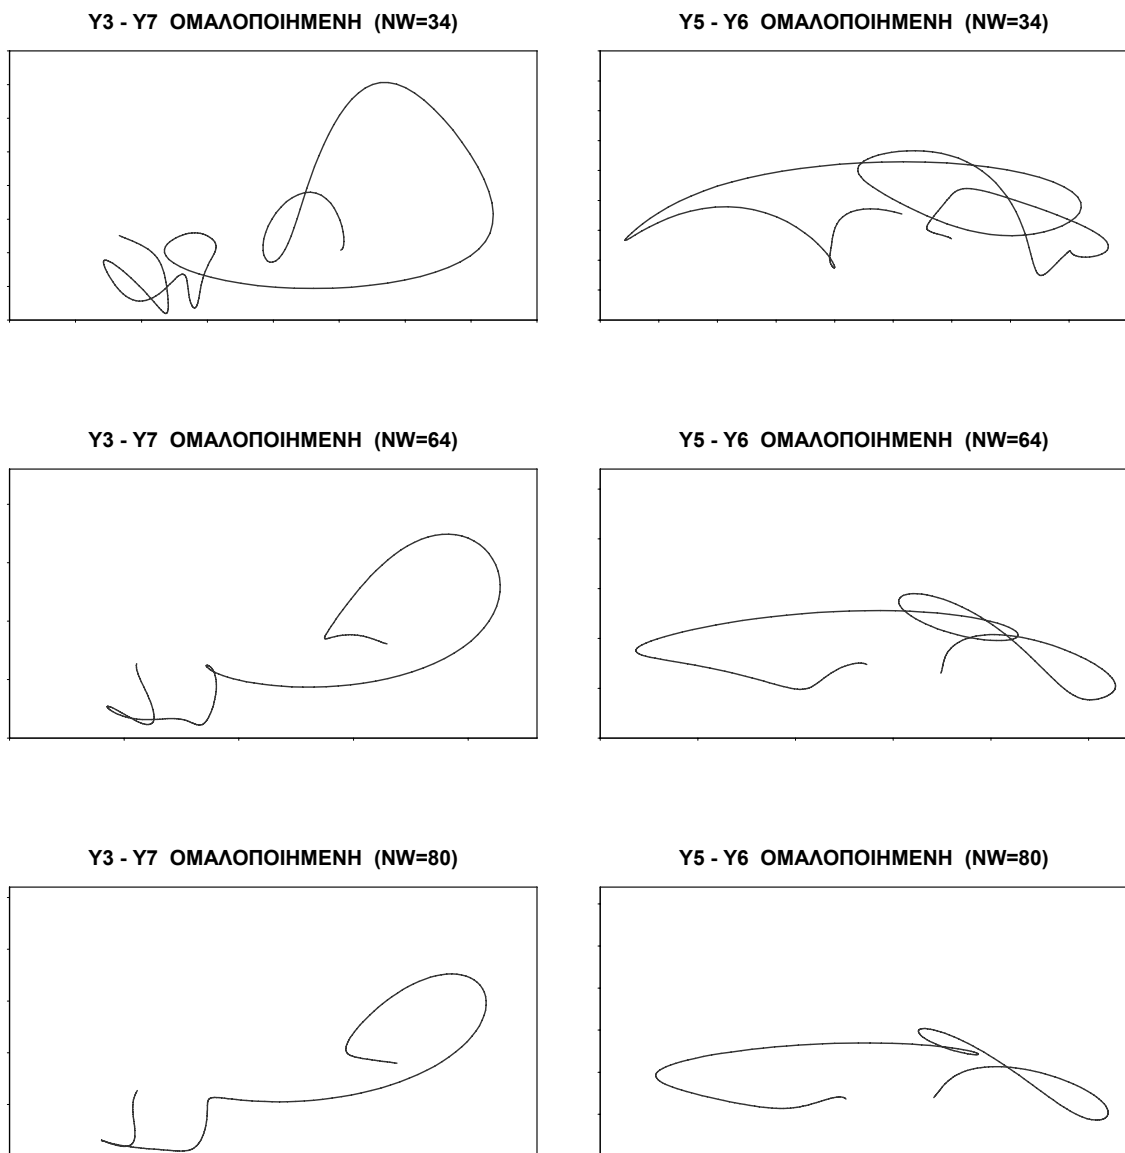 Y3 - Y7 ΟΜΑΛΟΠΟΙΗΜΕΝΗ (NW=34)
Y5 - Y6 ΟΜΑΛΟΠΟΙΗΜΕΝΗ (NW=34)
Y3 - Y7 ΟΜΑΛΟΠΟΙΗΜΕΝΗ (NW=64)
Y5 - Y6 ΟΜΑΛΟΠΟΙΗΜΕΝΗ (NW=64)
Y3 - Y7 ΟΜΑΛΟΠΟΙΗΜΕΝΗ (NW=80)
Y5 - Y6 ΟΜΑΛΟΠΟΙΗΜΕΝΗ (NW=80)